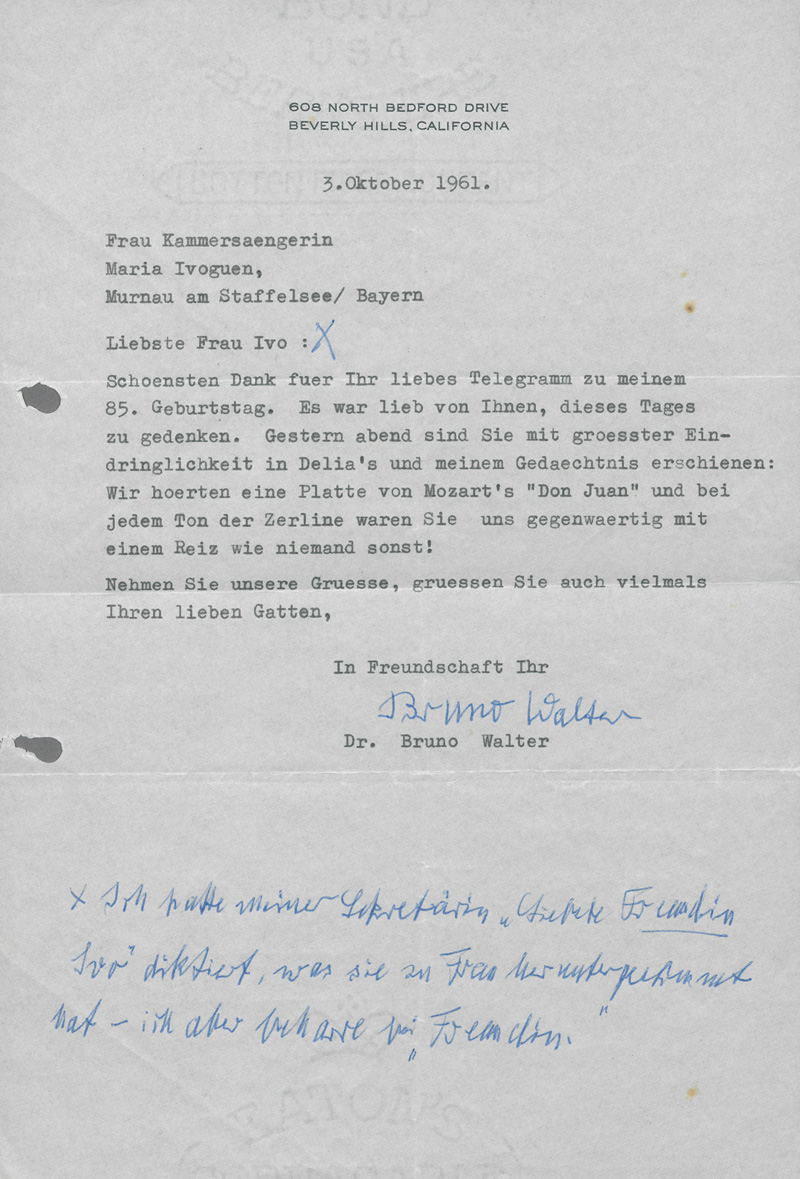 608 NORTH BEDFORD DRIVE
BEVERLY HILLS, CALIFORNIA
3.Oktober 1961.
Frau Kammersaengerin
Maria Ivoguen,
Murnau am Staffelsee/ Bayern
Liebste Frau Ivo : X
Schoensten Dank fuer Ihr liebes Telegramm zu meinem
85. Geburtstag. Es war lieb von Ihnen, dieses Tages
zu gedenken. Gestern abend sind Sie mit groesster Ein-
dringlichkeit in Delia's und meinem Gedaechtnis erschienen:
Wir hoerten eine Platte von Mozart's "Don Juan" und bei
jedem Ton der Zerline waren Sie uns gegenwaertig mit
einem Reiz wie niemand sonst!
Nehmen Sie unsere Gruesse, gruessen Sie auch vielmals
Ihren lieben Gatten,
In Freundschaft Ihr
Bruno Walter
Dr. Bruno Walter
x Ich hatte meiner Sekretärin „Liebste Freundin
Ivo" diktiert, was sie zu Frau heruntergestimmt
hat – ich aber beharre bei „Freundin."